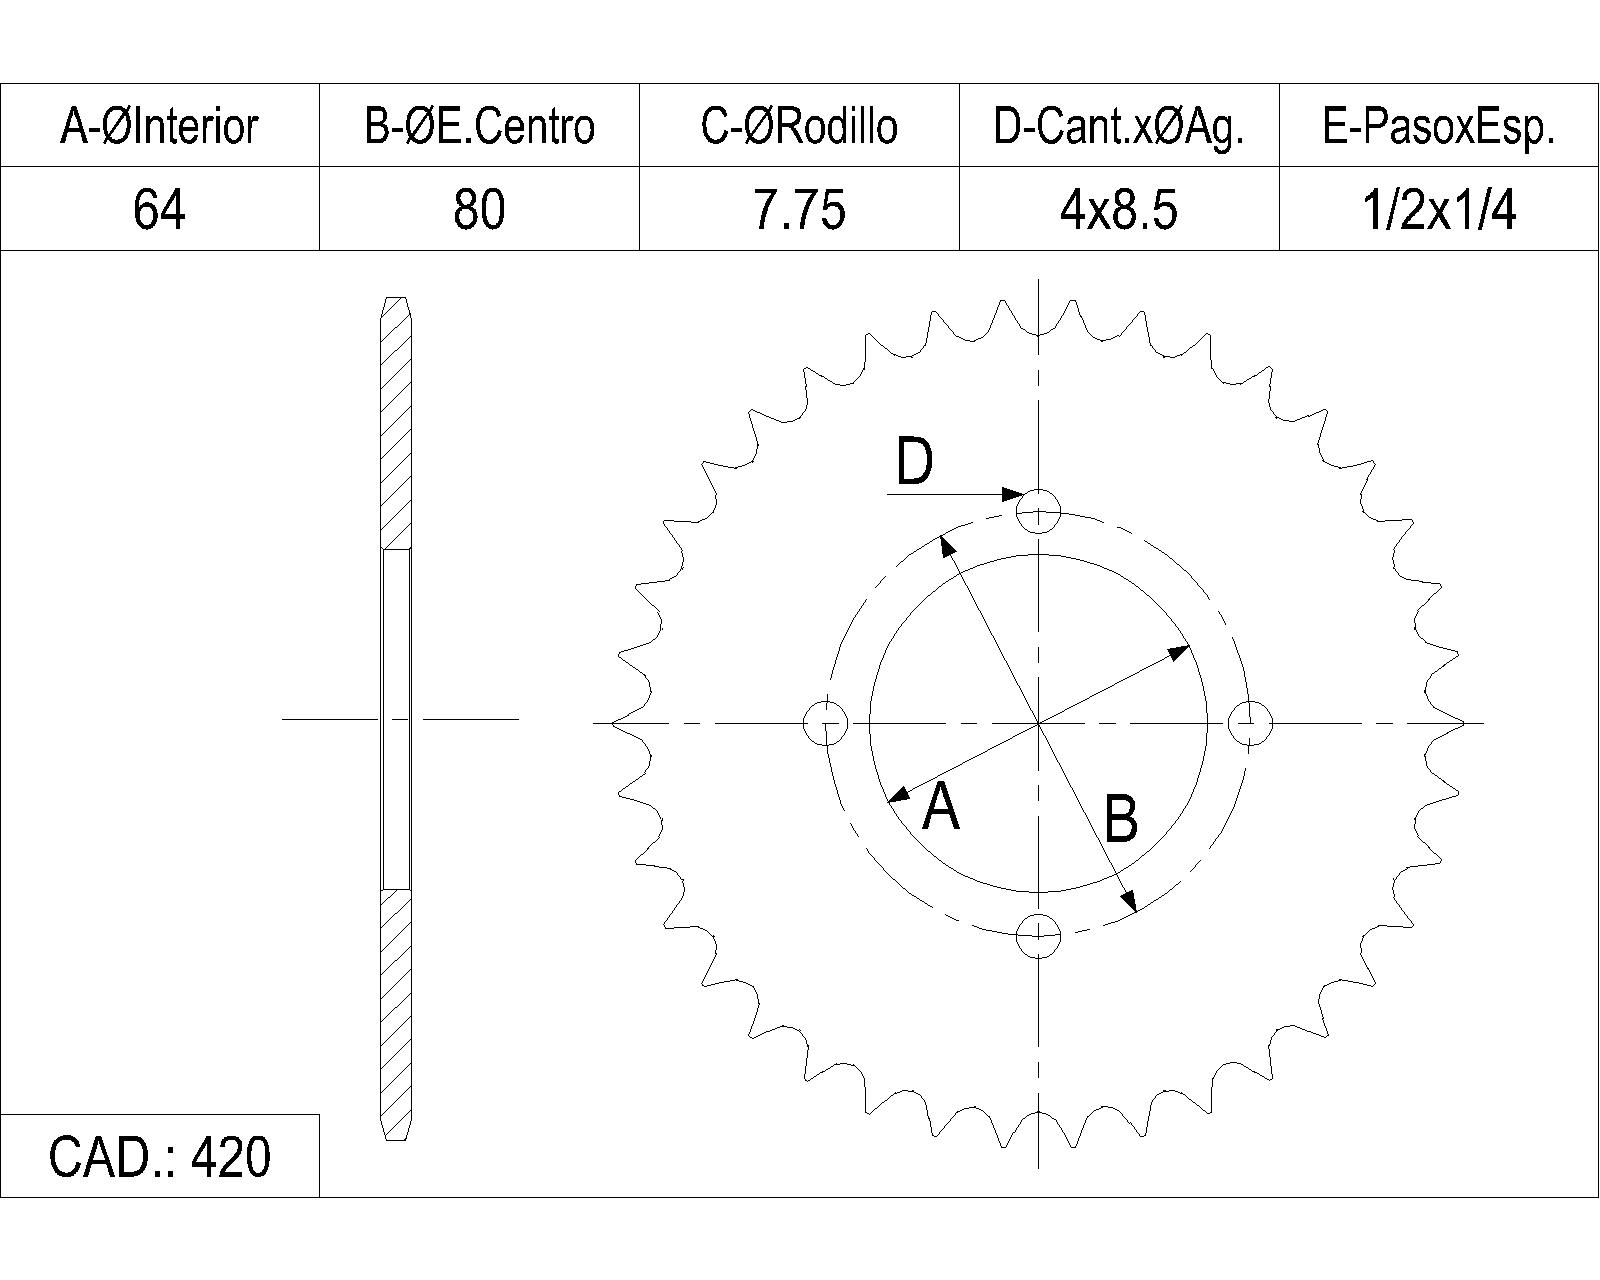 A-ØInterior B-ØE.Centro C-ØRodillo D-Cant.xØAg. E-PasoxEsp.
64 80 7.75 4x8.5 1/2x1/4
D
A
B
CAD.: 420